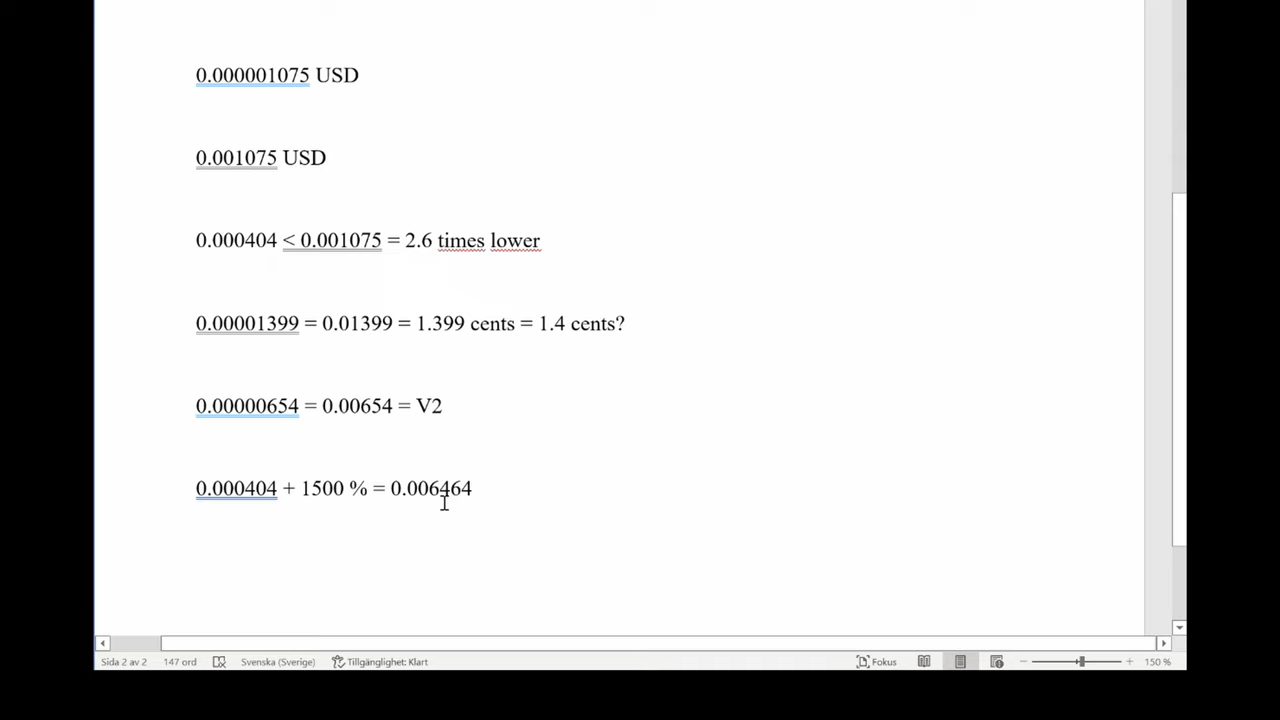 0.000001075 USD
0.001075 USD
0.000404 < 0.001075 = 2.6 times lower
0.00001399 = 0.01399 = 1.399 cents = 1.4 cents?
0.00000654 = 0.00654 = V2
0.000404 + 1500 % = 0.006464
Sida 2 av 2 147 ord Svenska (Sverige) Tillgänglighet: Klart Fokus 150 %